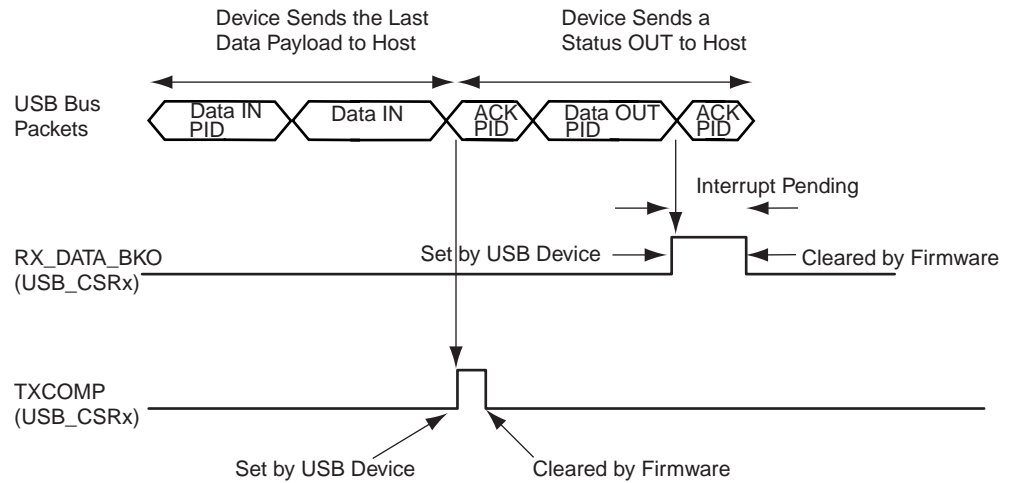 Device Sends the Last
Data Payload to Host
Device Sends a
Status OUT to Host
USB Bus
Packets
Data IN
PID
Data IN
ACK
PID
Data OUT
PID
ACK
PID
Interrupt Pending
RX_DATA_BKO
(USB_CSRx)
Set by USB Device
Cleared by Firmware
TXCOMP
(USB_CSRx)
Set by USB Device
Cleared by Firmware